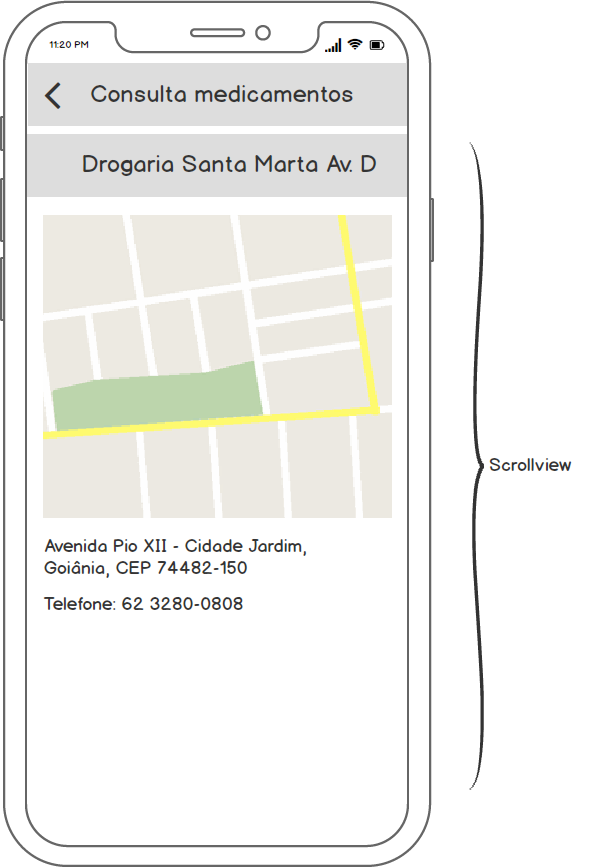 11:20 PM
Consulta medicamentos
Drogaria Santa Marta Av. D
Scrollview
Avenida Pio XII - Cidade Jardim,
Goiânia, CEP 74482-150
Telefone: 62 3280-0808